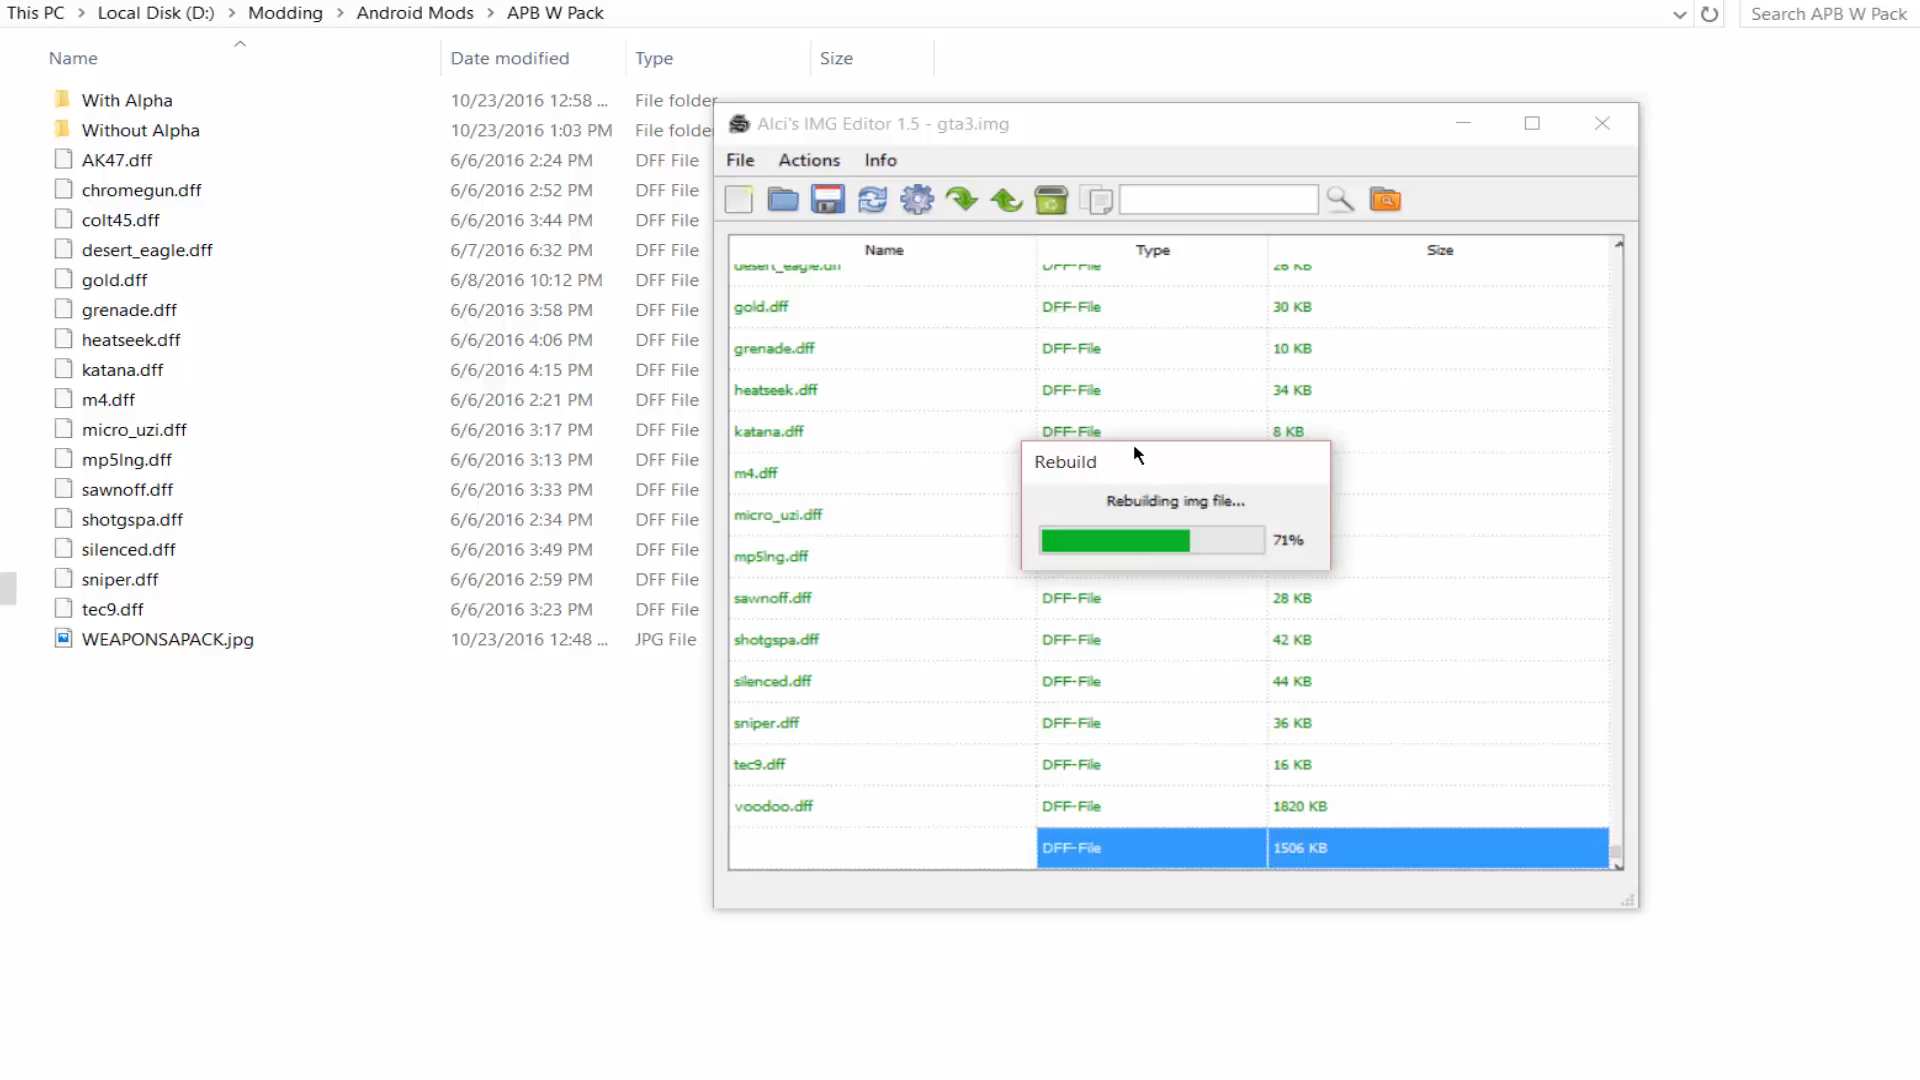 This PC > Local Disk (D:) > Modding > Android Mods > APB W Pack
Search APB W Pack
Name Date modified Type Size
With Alpha 10/23/2016 12:58 ... File folder
Without Alpha 10/23/2016 1:03 PM File folde
AK47.dff 6/6/2016 2:24 PM DFF File
chromegun.dff 6/6/2016 2:52 PM DFF File
colt45.dff 6/6/2016 3:44 PM DFF File
desert_eagle.dff 6/7/2016 6:32 PM DFF File
gold.dff 6/8/2016 10:12 PM DFF File
grenade.dff 6/6/2016 3:58 PM DFF File
heatseek.dff 6/6/2016 4:06 PM DFF File
katana.dff 6/6/2016 4:15 PM DFF File
m4.dff 6/6/2016 2:21 PM DFF File
micro_uzi.dff 6/6/2016 3:17 PM DFF File
mp5lng.dff 6/6/2016 3:13 PM DFF File
sawnoff.dff 6/6/2016 3:33 PM DFF File
shotgspa.dff 6/6/2016 2:34 PM DFF File
silenced.dff 6/6/2016 3:49 PM DFF File
sniper.dff 6/6/2016 2:59 PM DFF File
tec9.dff 6/6/2016 3:23 PM DFF File
WEAPONSAPACK.jpg 10/23/2016 12:48 ... JPG File
Alci's IMG Editor 1.5 - gta3.img
File Actions Info
Name Type Size
desert_eagle.dff DFF-File 26 KB
gold.dff DFF-File 30 KB
grenade.dff DFF-File 10 KB
heatseek.dff DFF-File 34 KB
katana.dff DFF-File 8 KB
m4.dff
micro_uzi.dff
mp5lng.dff
sawnoff.dff DFF-File 28 KB
shotgspa.dff DFF-File 42 KB
silenced.dff DFF-File 44 KB
sniper.dff DFF-File 36 KB
tec9.dff DFF-File 16 KB
voodoo.dff DFF-File 1820 KB
DFF-File 1506 KB
Rebuild
Rebuilding img file...
71%